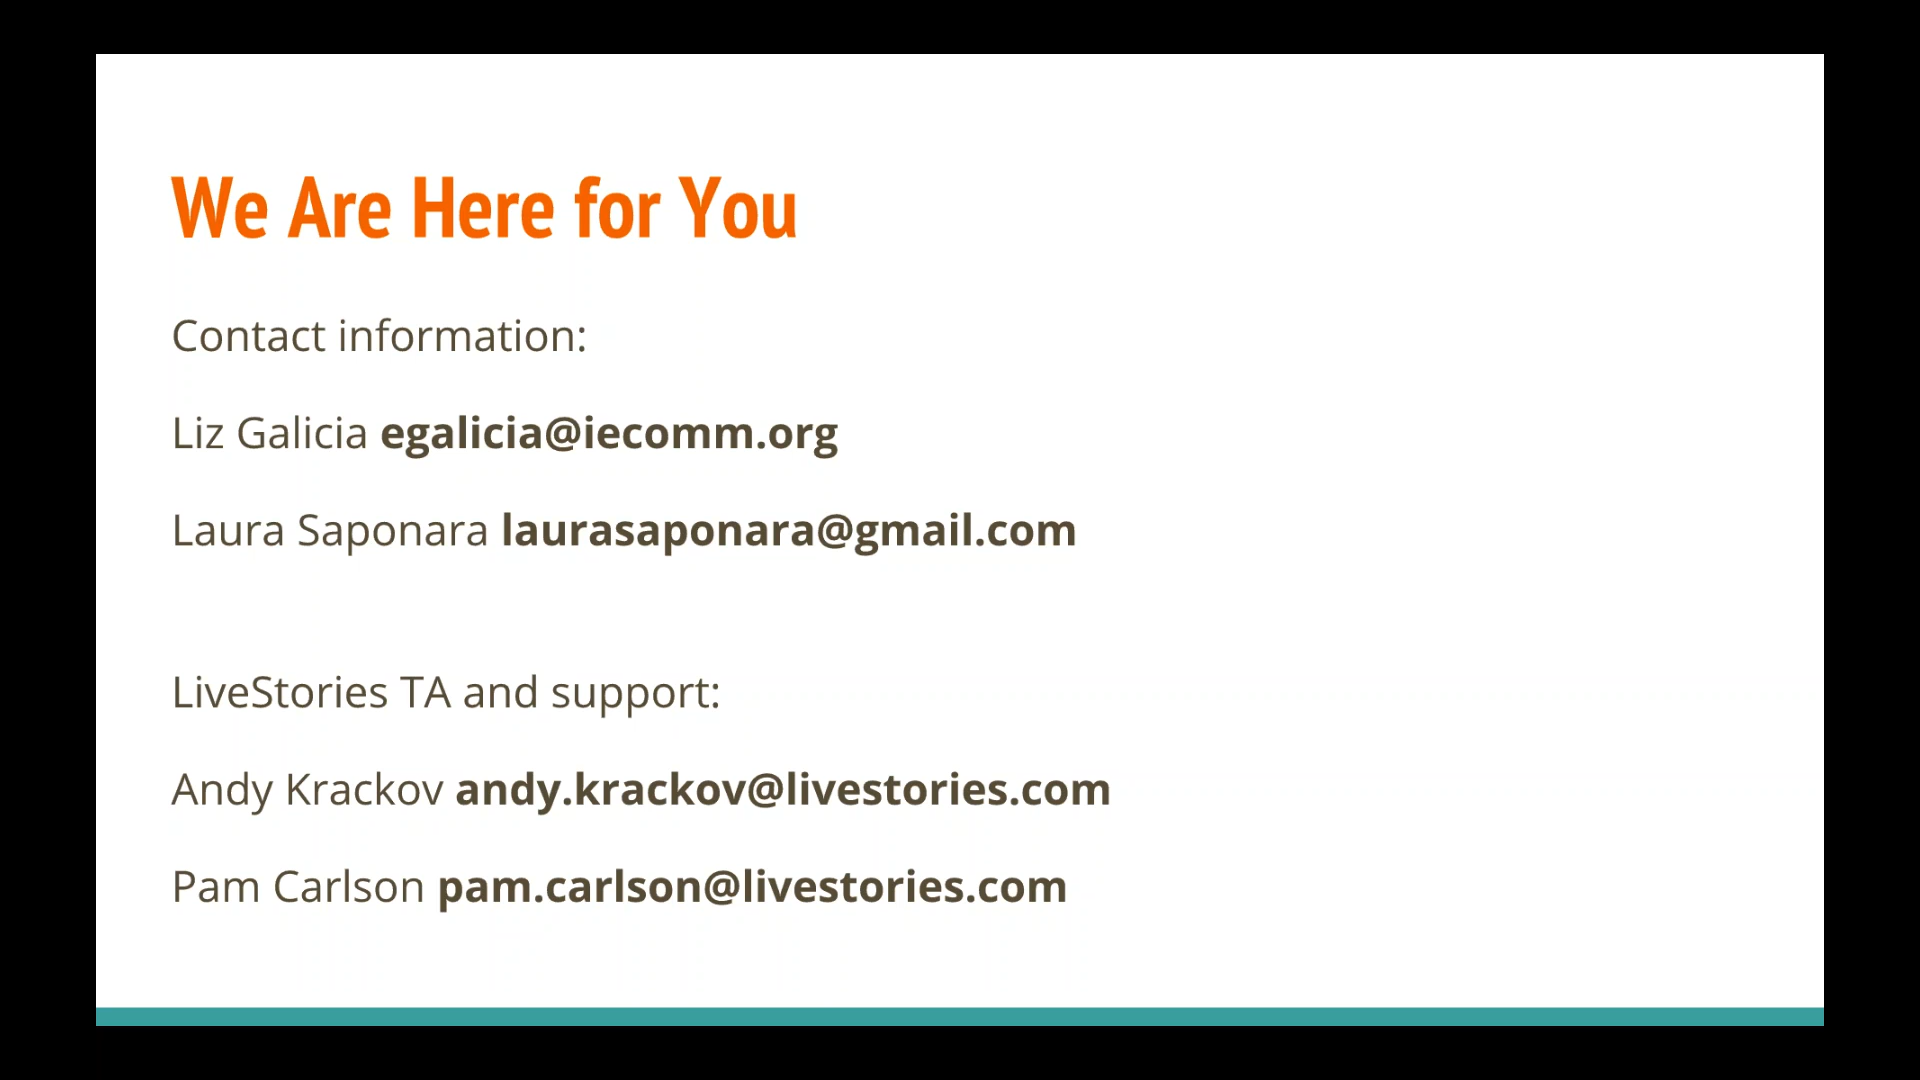 We Are Here for You
Contact information:
Liz Galicia egalicia@iecomm.org
Laura Saponara laurasaponara@gmail.com
LiveStories TA and support:
Andy Krackov andy.krackov@livestories.com
Pam Carlson pam.carlson@livestories.com